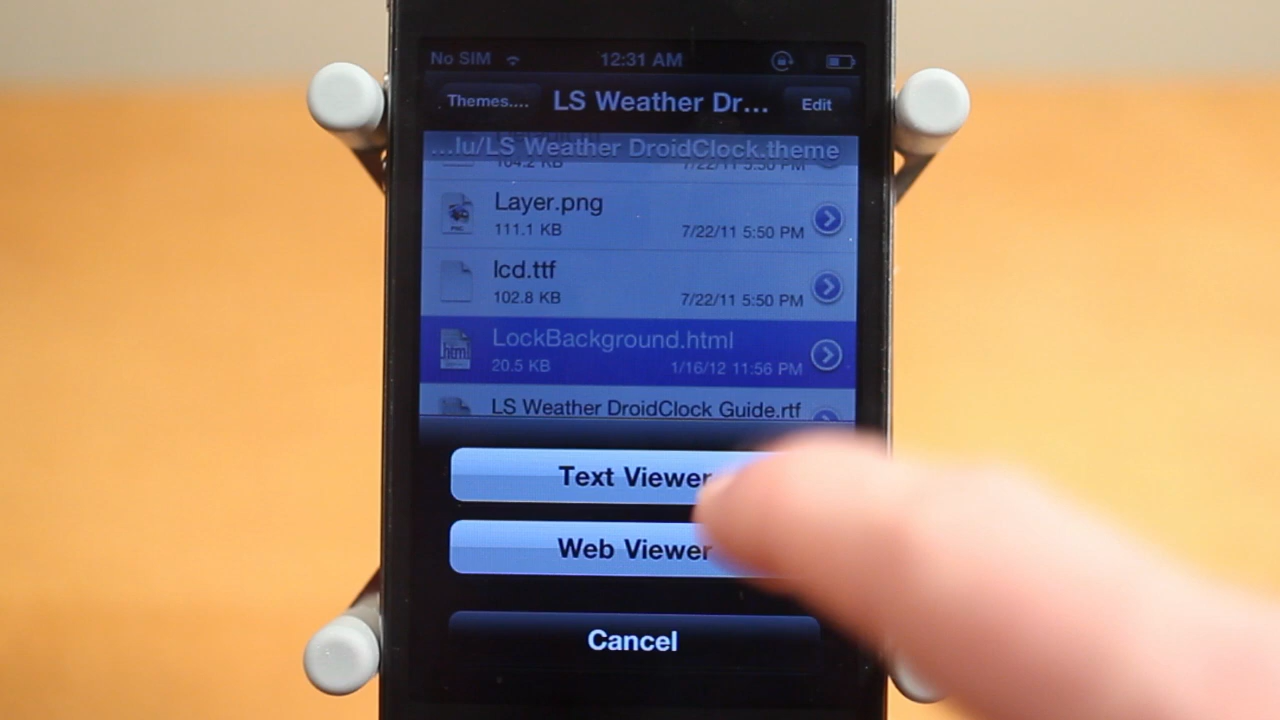 No SIM 12:31 AM
Themes.... LS Weather Dr... Edit
...lu/LS Weather DroidClock.theme
104.2 KB 7/22/11 5:50 PM
Layer.png
PNG
111.1 KB 7/22/11 5:50 PM
lcd.ttf
102.8 KB 7/22/11 5:50 PM
LockBackground.html
html
20.5 KB 1/16/12 11:56 PM
LS Weather DroidClock Guide.rtf
Text Viewer
Web Viewer
Cancel